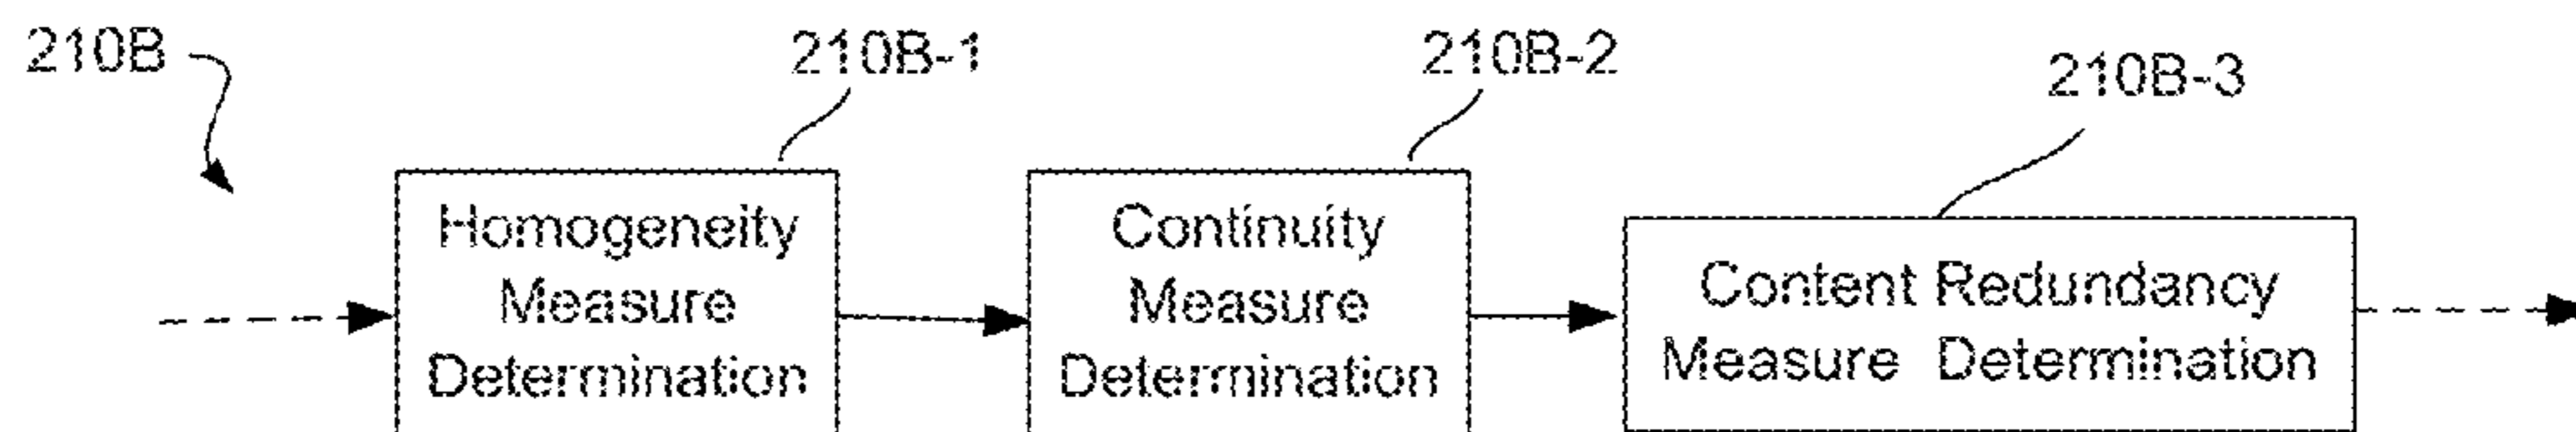 210B
210B-1
210B-2
210B-3
Homogeneity
Measure
Determination
Continuity
Measure
Determination
Content Redundancy
Measure Determination